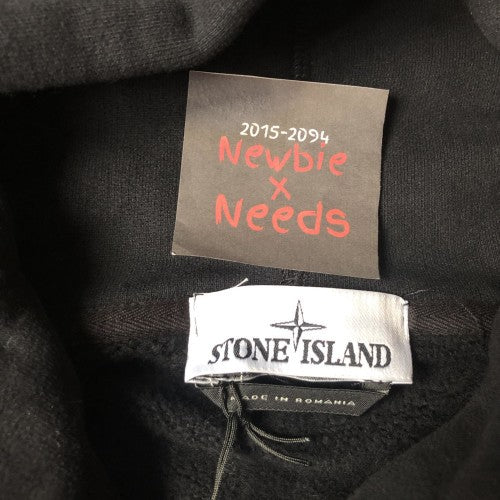 2015-2094
Newbie
x
Needs
STONE ISLAND
MADE IN ROMANIA